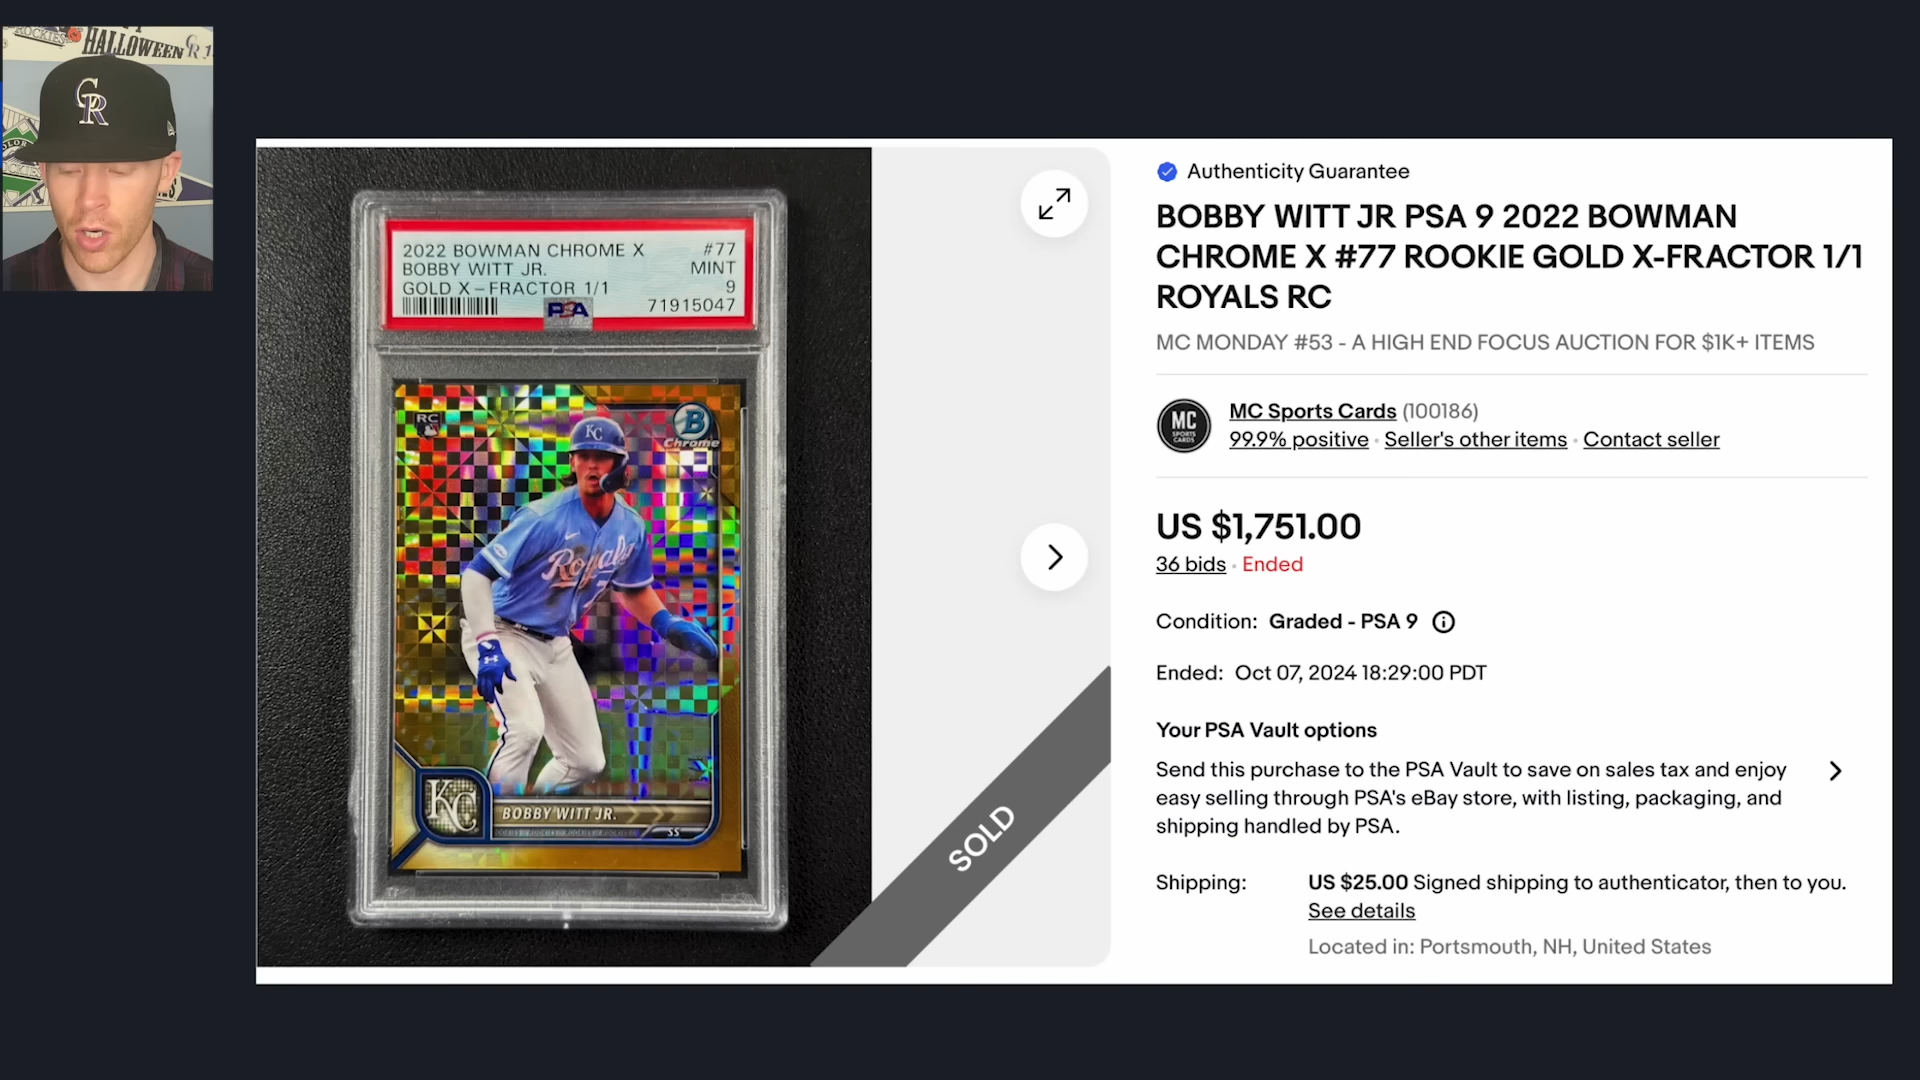 ROCKIES
HALLOWEEN
CR
2022 BOWMAN CHROME X #77
BOBBY WITT JR. MINT
GOLD X-FRACTOR 1/1 9
PSA 71915047
RC
B
Chrome
KC
Royals
KC
BOBBY WITT JR.
SS
SOLD
Authenticity Guarantee
BOBBY WITT JR PSA 9 2022 BOWMAN
CHROME X #77 ROOKIE GOLD X-FRACTOR 1/1
ROYALS RC
MC MONDAY #53 - A HIGH END FOCUS AUCTION FOR $1K+ ITEMS
MC
SPORTS
CARDS
MC Sports Cards (100186)
99.9% positive · Seller's other items · Contact seller
US $1,751.00
36 bids · Ended
Condition: Graded - PSA 9
Ended: Oct 07, 2024 18:29:00 PDT
Your PSA Vault options
Send this purchase to the PSA Vault to save on sales tax and enjoy
easy selling through PSA's eBay store, with listing, packaging, and
shipping handled by PSA.
Shipping: US $25.00 Signed shipping to authenticator, then to you.
See details
Located in: Portsmouth, NH, United States